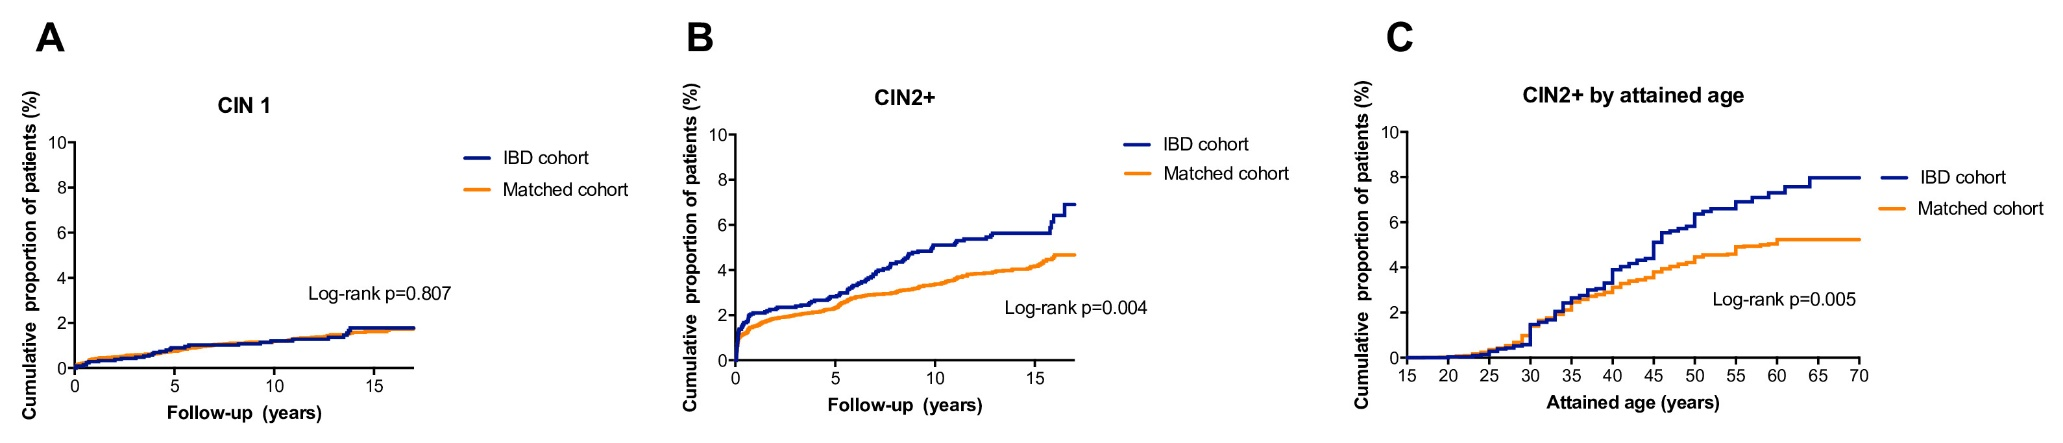 A
CIN 1
Cumulative proportion of patients (%)
10
8
6
4
2
0
0 5 10 15
Follow-up (years)
IBD cohort
Matched cohort
Log-rank p=0.807
B
CIN2+
Cumulative proportion of patients (%)
10
8
6
4
2
0
0 5 10 15
Follow-up (years)
IBD cohort
Matched cohort
Log-rank p=0.004
C
CIN2+ by attained age
Cumulative proportion of patients (%)
10
8
6
4
2
0
15 20 25 30 35 40 45 50 55 60 65 70
Attained age (years)
IBD cohort
Matched cohort
Log-rank p=0.005